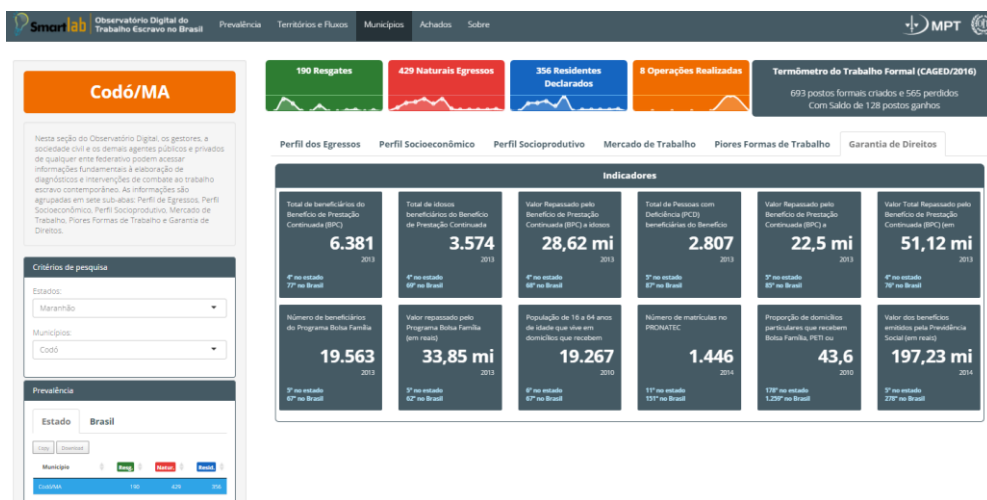 Smartlab
Observatório Digital do
Trabalho Escravo no Brasil
Prevalência
Territórios e Fluxos
Municípios
Achados
Sobre
MPT
Codó/MA
Neste seção do Observatório Digital, os gestores, a
sociedade civil e os demais agentes públicos e privados
de qualquer ente federativo podem acessar
informações fundamentais à elaboração de
diagnósticos e intervenções de combate ao trabalho
escravo contemporâneo. As informações são
agrupadas em sete sub-abas: Perfil de Egressos, Perfil
Socioeconômico, Perfil Socioprodutivo, Mercado de
Trabalho, Piores Formas de Trabalho e Garantia de
Direitos.
Critérios de pesquisa
Estados:
Maranhão
Municípios:
Codó
Prevalência
Estado
Brasil
Copy
Download
Município
Resg.
Natur.
Resid.
Codó/MA
190
429
356
190 Resgates
429 Naturais Egressos
356 Residentes
Declarados
8 Operações Realizadas
Termômetro do Trabalho Formal (CAGED/2016)
693 postos formais criados e 565 perdidos
Com Saldo de 128 postos ganhos
Perfil dos Egressos
Perfil Socioeconômico
Perfil Socioprodutivo
Mercado de Trabalho
Piores Formas de Trabalho
Garantia de Direitos
Indicadores
Total de beneficiários do
Benefício de Prestação
Continuada (BPC)
6.381
2013
4º no estado
77º no Brasil
Total de idosos
beneficiários do Benefício
de Prestação Continuada
3.574
2013
4º no estado
69º no Brasil
Valor Repassado pelo
Benefício de Prestação
Continuada (BPC) a idosos
28,62 mi
2013
4º no estado
68º no Brasil
Total de Pessoas com
Deficiência (PCD)
beneficiárias do Benefício
2.807
2013
5º no estado
87º no Brasil
Valor Repassado pelo
Benefício de Prestação
Continuada (BPC) a
22,5 mi
2013
5º no estado
85º no Brasil
Valor Total Repassado pelo
Benefício de Prestação
Continuada (BPC) (em
51,12 mi
2013
4º no estado
76º no Brasil
Número de beneficiários
do Programa Bolsa Família
19.563
2013
5º no estado
67º no Brasil
Valor repassado pelo
Programa Bolsa Família
(em reais)
33,85 mi
2013
5º no estado
62º no Brasil
População de 18 a 64 anos
de idade que vive em
domicílios que recebem
19.267
2010
6º no estado
67º no Brasil
Número de matrículas no
PRONATEC
1.446
2014
11º no estado
151º no Brasil
Proporção de domicílios
particulares que recebem
Bolsa Família, PETI ou
43,6
2010
178º no estado
1.259º no Brasil
Valor dos benefícios
emitidos pela Previdência
Social (em reais)
197,23 mi
2014
5º no estado
276º no Brasil